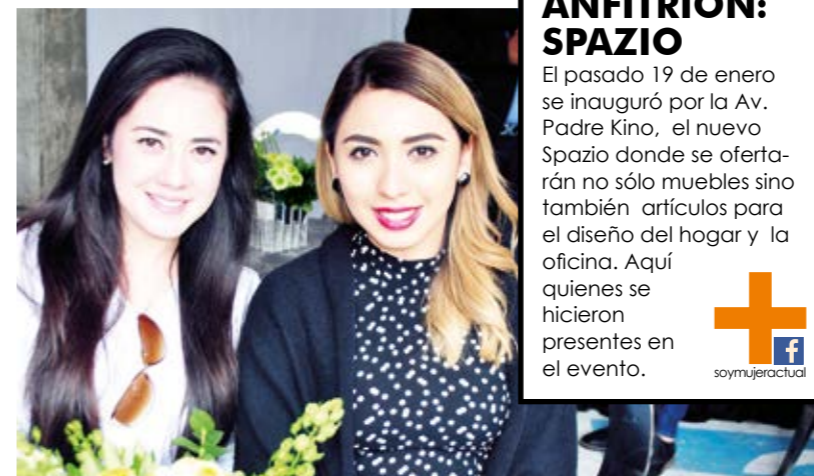 ANFITRIÓN:
SPAZIO
El pasado 19 de enero
se inauguró por la Av.
Padre Kino, el nuevo
Spazio donde se oferta-
rán no sólo muebles sino
también artículos para
el diseño del hogar y la
oficina. Aquí
quienes se
hicieron
presentes en
el evento.
soymujeractual